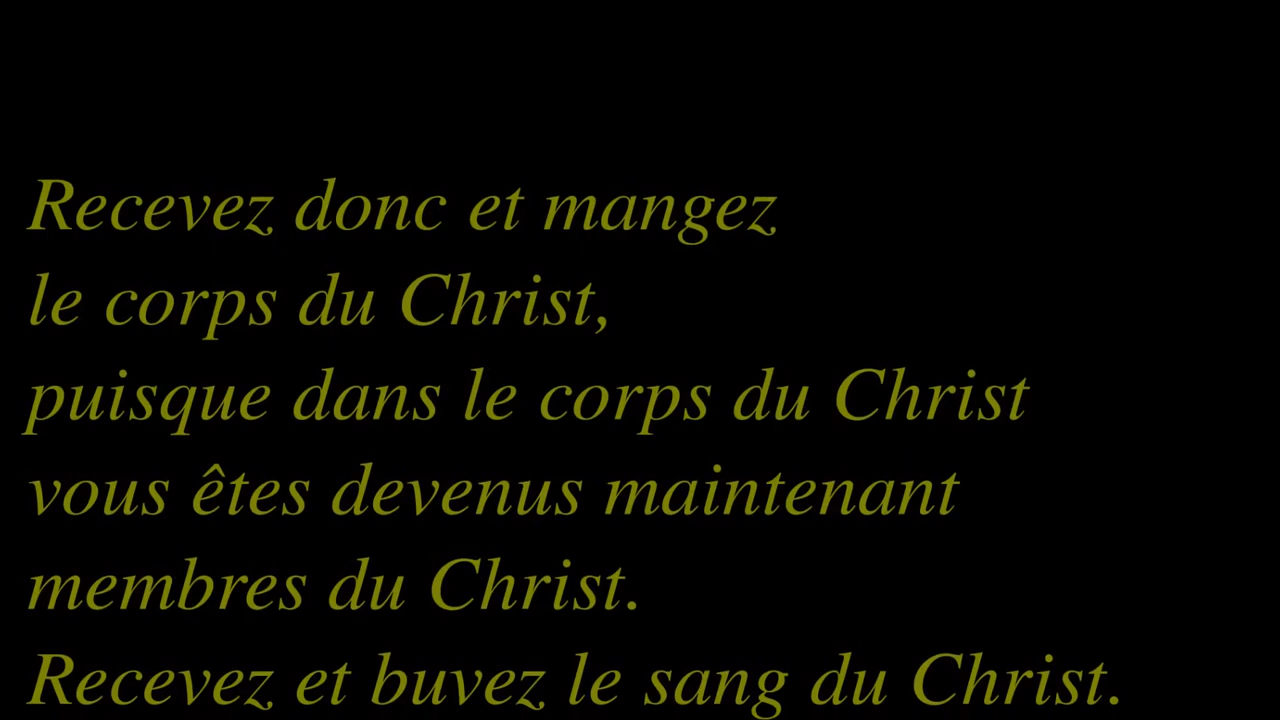 Recevez donc et mangez
le corps du Christ,
puisque dans le corps du Christ
vous êtes devenus maintenant
membres du Christ.
Recevez et buvez le sang du Christ.